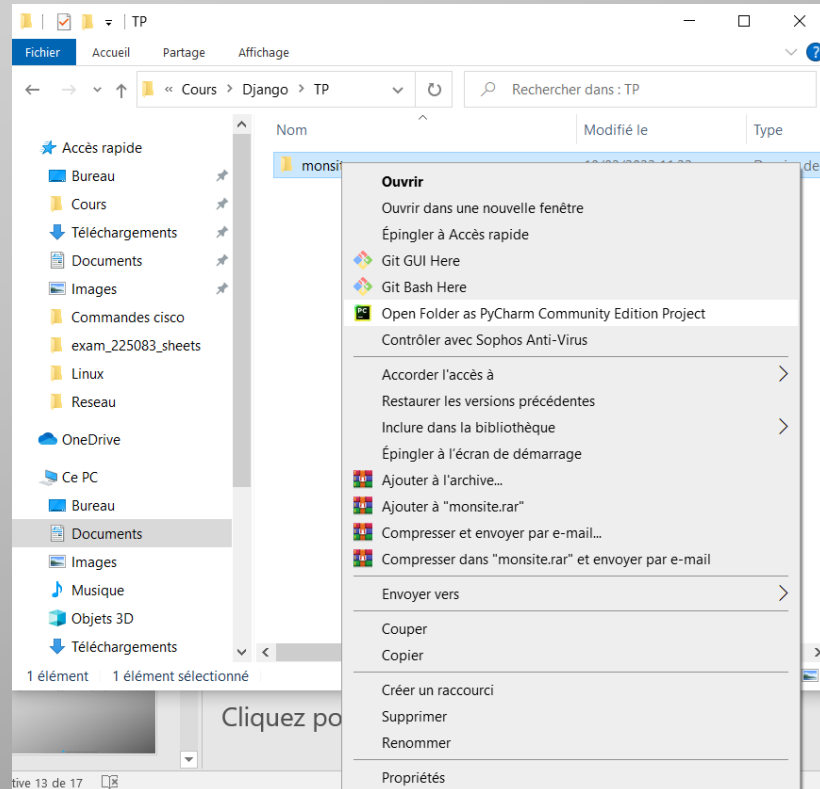 TP
Fichier Accueil Partage Affichage
« Cours > Django > TP
Rechercher dans : TP
Nom Modifié le Type
Accès rapide
Bureau
Cours
Téléchargements
Documents
Images
Commandes cisco
exam_225083_sheets
Linux
Reseau
OneDrive
Ce PC
Bureau
Documents
Images
Musique
Objets 3D
Téléchargements
1 élément 1 élément sélectionné
Ouvrir
Ouvrir dans une nouvelle fenêtre
Épingler à Accès rapide
Git GUI Here
Git Bash Here
Open Folder as PyCharm Community Edition Project
Contrôler avec Sophos Anti-Virus
Accorder l'accès à
Restaurer les versions précédentes
Inclure dans la bibliothèque
Épingler à l'écran de démarrage
Ajouter à l'archive...
Ajouter à "monsite.rar"
Compresser et envoyer par e-mail...
Compresser dans "monsite.rar" et envoyer par e-mail
Envoyer vers
Couper
Copier
Créer un raccourci
Supprimer
Renommer
Propriétés
Cliquez po
tive 13 de 17